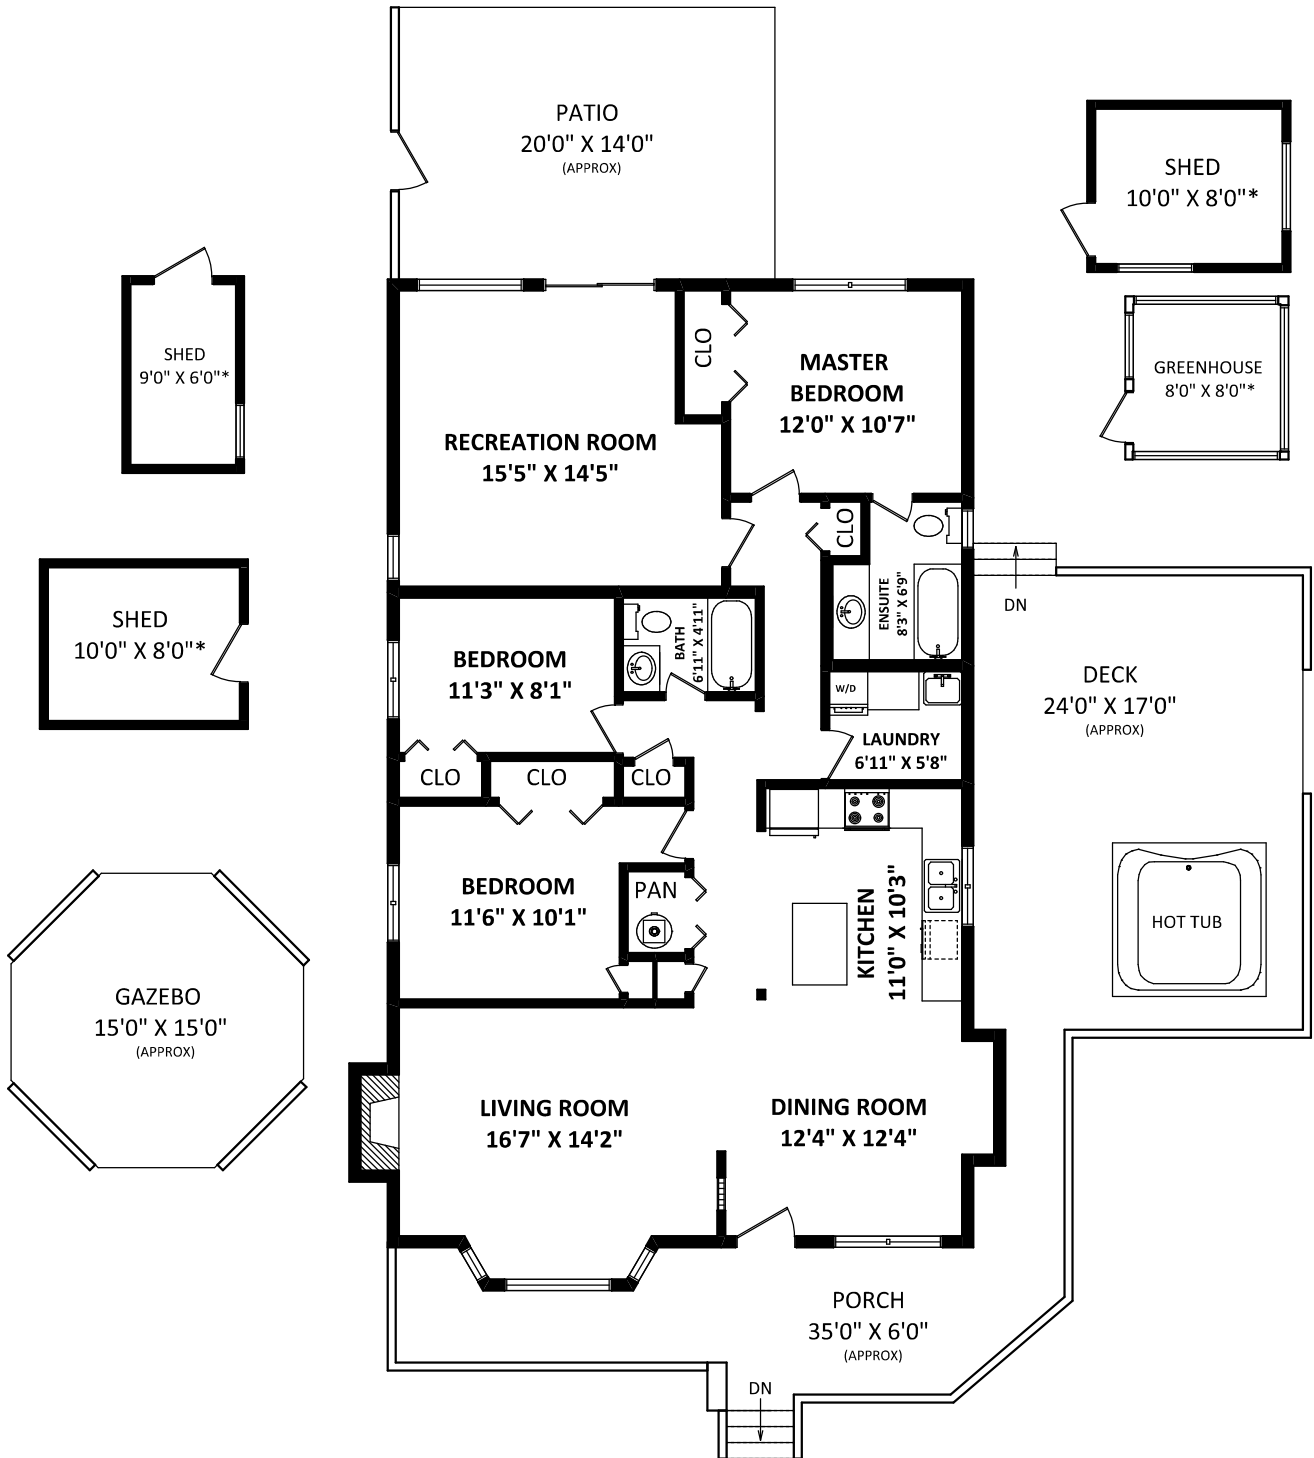 PATIO
20'0" X 14'0"
(APPROX)
SHED
10'0" X 8'0"*
SHED
9'0" X 6'0"*
GREENHOUSE
8'0" X 8'0"*
CLO
MASTER
BEDROOM
12'0" X 10'7"
RECREATION ROOM
15'5" X 14'5"
CLO
ENSUITE
8'3" X 6'9"
DN
SHED
10'0" X 8'0"*
BEDROOM
11'3" X 8'1"
BATH
6'11" X 4'11"
W/D
LAUNDRY
6'11" X 5'8"
DECK
24'0" X 17'0"
(APPROX)
CLO
CLO
CLO
BEDROOM
11'6" X 10'1"
PAN
KITCHEN
11'0" X 10'3"
HOT TUB
GAZEBO
15'0" X 15'0"
(APPROX)
LIVING ROOM
16'7" X 14'2"
DINING ROOM
12'4" X 12'4"
PORCH
35'0" X 6'0"
(APPROX)
DN